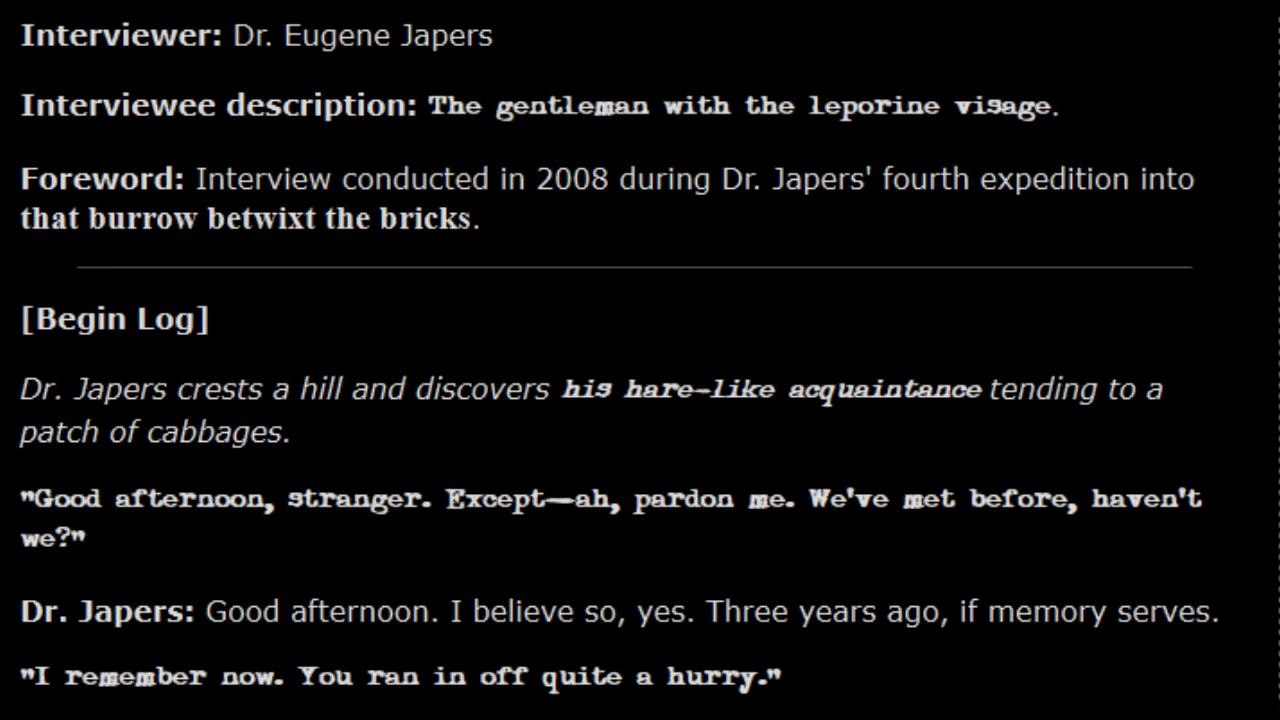 Interviewer: Dr. Eugene Japers
Interviewee description: The gentleman with the leporine visage.
Foreword: Interview conducted in 2008 during Dr. Japers' fourth expedition into
that burrow betwixt the bricks.
[Begin Log]
Dr. Japers crests a hill and discovers his hare-like acquaintance tending to a
patch of cabbages.
"Good afternoon, stranger. Except—ah, pardon me. We've met before, haven't
we?"
Dr. Japers: Good afternoon. I believe so, yes. Three years ago, if memory serves.
"I remember now. You ran in off quite a hurry."